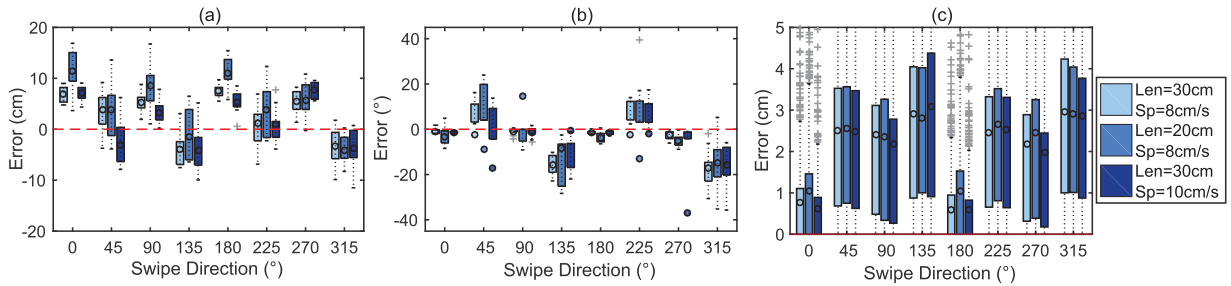 (a)
Error (cm)
20
10
0
-10
-20
0 45 90 135 180 225 270 315
Swipe Direction (°)
(b)
Error (°)
40
20
0
-20
-40
0 45 90 135 180 225 270 315
Swipe Direction (°)
(c)
Error (cm)
5
4
3
2
1
0
0 45 90 135 180 225 270 315
Swipe Direction (°)
Len=30cm
Sp=8cm/s
Len=20cm
Sp=8cm/s
Len=30cm
Sp=10cm/s